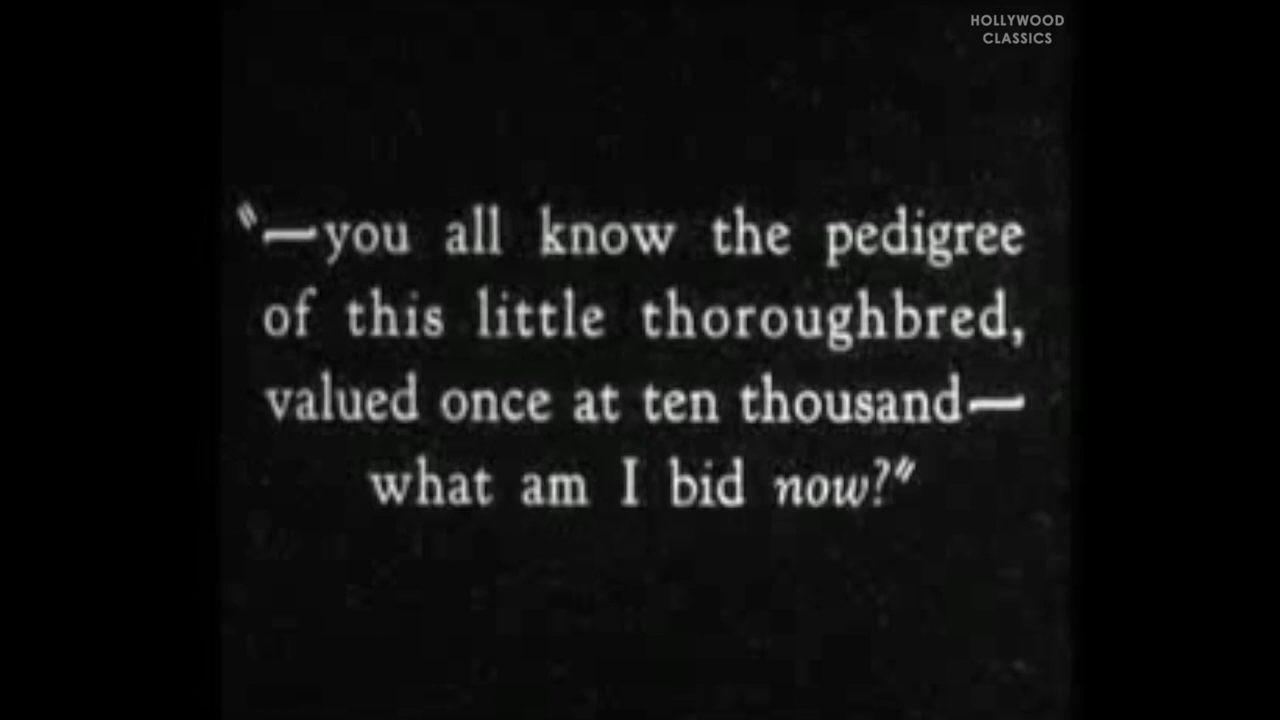 HOLLYWOOD
CLASSICS
"—you all know the pedigree
of this little thoroughbred,
valued once at ten thousand—
what am I bid now?"